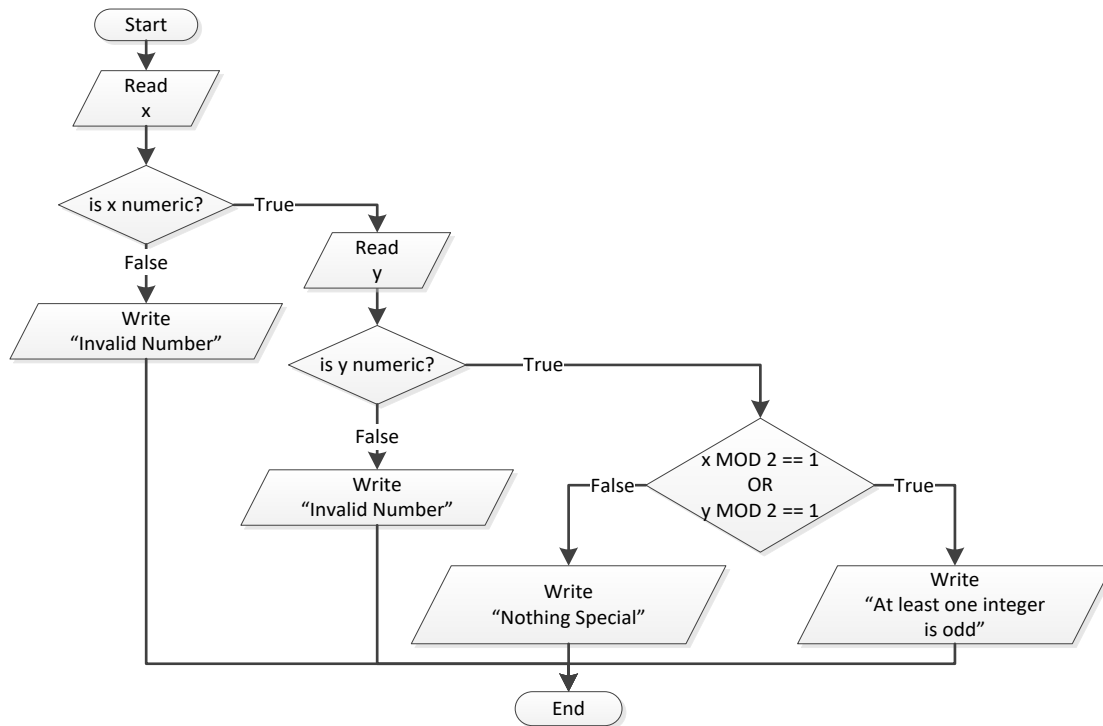 Start
Read
x
is x numeric?
True
False
Read
y
Write
“Invalid Number”
is y numeric?
True
False
x MOD 2 == 1
OR
y MOD 2 == 1
False
True
Write
“Invalid Number”
Write
“Nothing Special”
Write
“At least one integer
is odd”
End